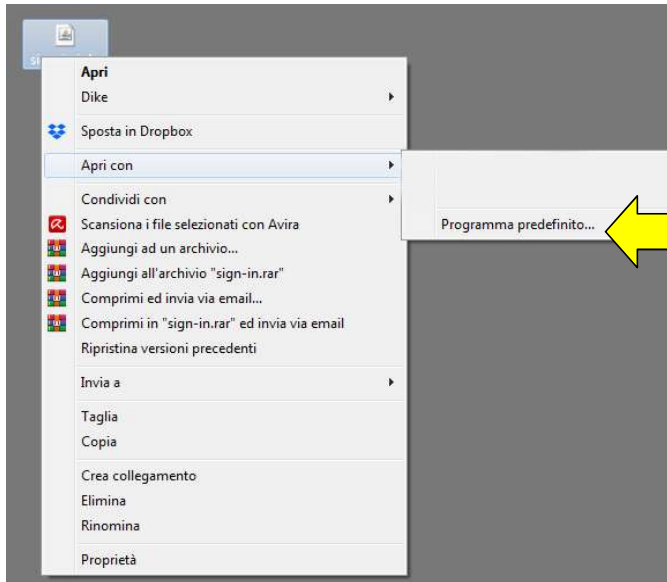 Apri
Dike
Sposta in Dropbox
Apri con
Programma predefinito...
Condividi con
Scansiona i file selezionati con Avira
Aggiungi ad un archivio...
Aggiungi all'archivio "sign-in.rar"
Comprimi ed invia via email...
Comprimi in "sign-in.rar" ed invia via email
Ripristina versioni precedenti
Invia a
Taglia
Copia
Crea collegamento
Elimina
Rinomina
Proprietà